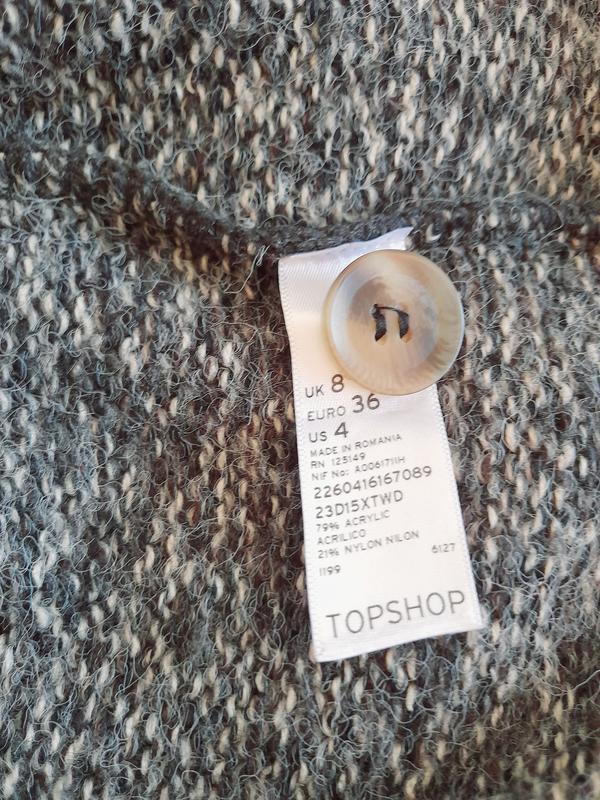 UK 8
EURO 36
US 4
MADE IN ROMANIA
RN 125149
NIF No: A0061711H
2260416167089
23D15XTWD
79% ACRYLIC
ACRILICO
21% NYLON NILON
6127
1199
TOPSHOP